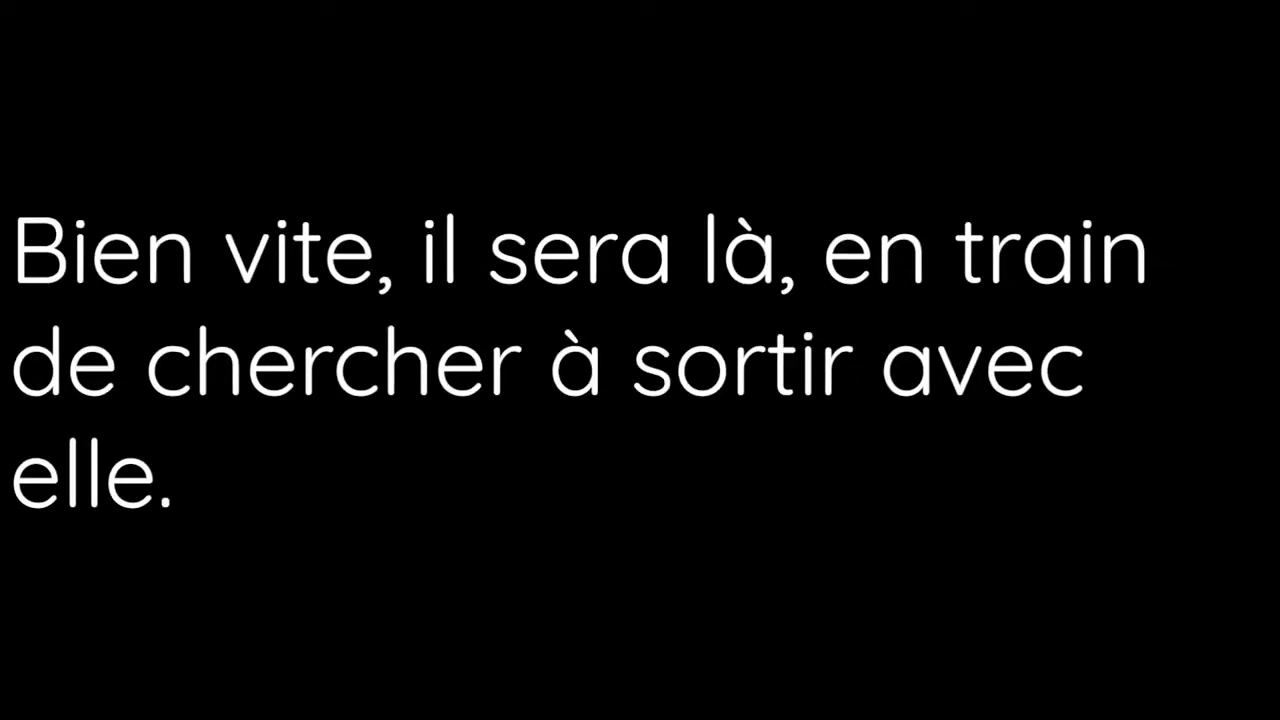 Bien vite, il sera là, en train
de chercher à sortir avec
elle.